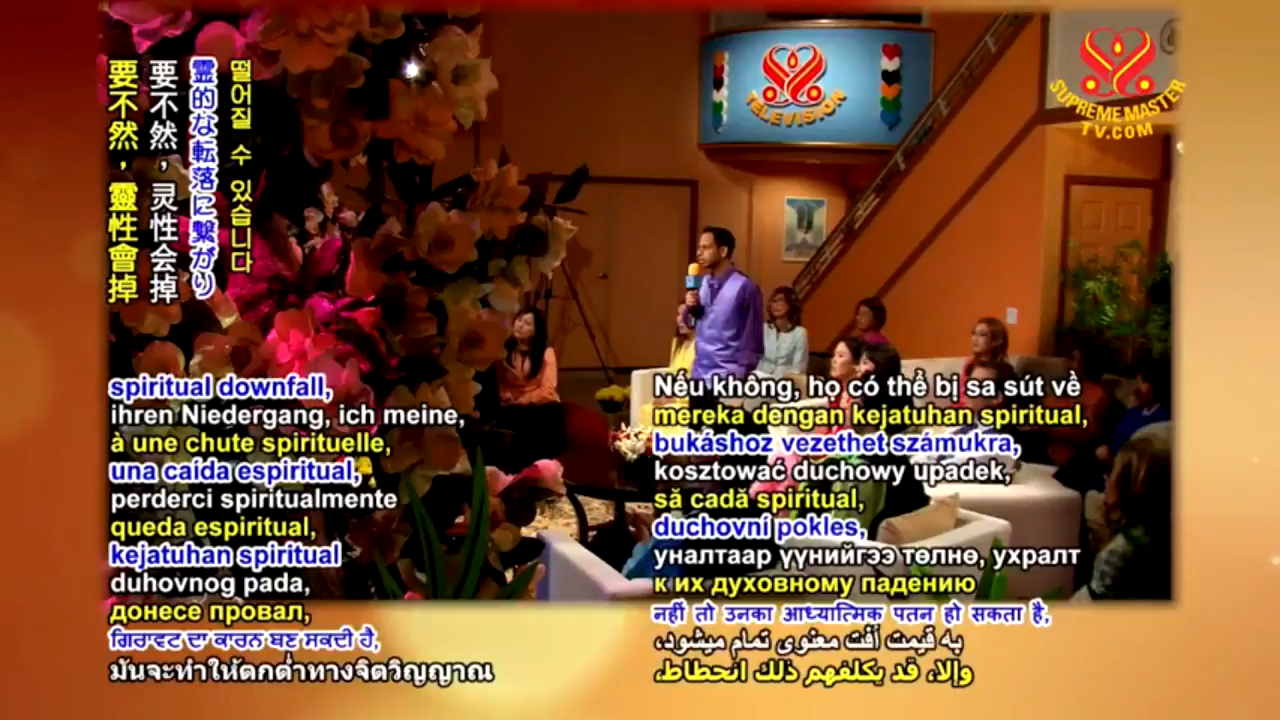 要不然，靈性會掉
要不然，灵性会掉
靈的な転落に繋がり
떨어질 수 있습니다
TELEVISION
SUPREME MASTER
TV.COM
spiritual downfall,
ihren Niedergang, ich meine,
à une chute spirituelle,
una caída espiritual,
perderci spiritualmente
queda espiritual,
kejatuhan spiritual
duhovnog pada,
донесе провал,
ਗਿਰਾਵਟ ਦਾ ਕਾਰਨ ਬਣ ਸਕਦੀ ਹੈ,
มันจะทำให้ตกต่ำทางจิตวิญญาณ
Nếu không, họ có thể bị sa sút về
mereka dengan kejatuhan spiritual,
bukáshoz vezethet számukra,
kosztować duchowy upadek,
să cadă spiritual,
duchovní pokles,
уналтаар үүнийгээ төлнө, ухралт
к их духовному падению
नहीं तो उनका आध्यात्मिक पतन हो सकता है,
به قیمت اُفت معنوی تمام میشود،
وإلا، قد يكلفهم ذلك انحطاط،